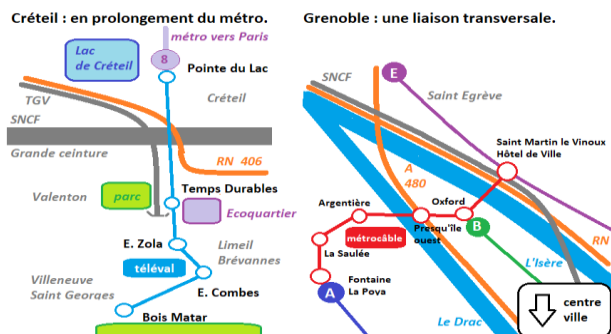 Créteil : en prolongement du métro.
métro vers Paris
Lac
de Créteil
8
Pointe du Lac
TGV
Créteil
SNCF
Grande ceinture
RN 406
Temps Durables
Valenton
parc
Ecoquartier
E. Zola
Limeil
Brévannes
téléval
Villeneuve
Saint Georges
E. Combes
Bois Matar
Grenoble : une liaison transversale.
E
SNCF
Saint Egrève
Saint Martin le Vinoux
Hôtel de Ville
A
480
Argentière
Oxford
métrocâble
Presqu'île
ouest
B
RN
La Saulée
L'Isère
Fontaine
La Poya
A
centre
ville
Le Drac